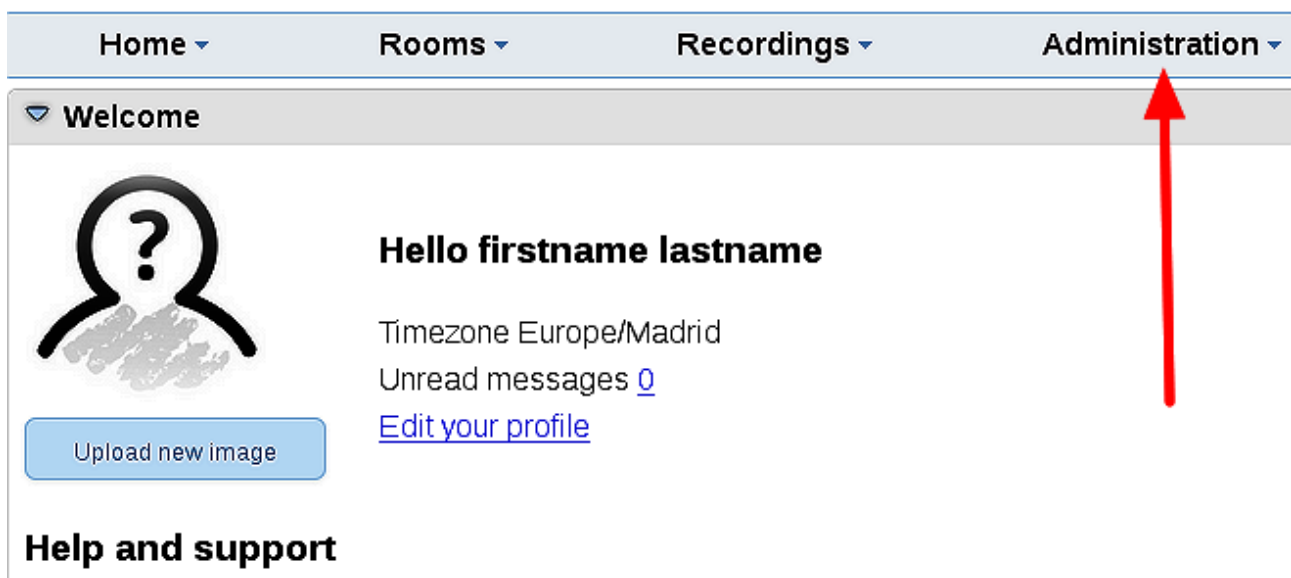 Home Rooms Recordings Administration
Welcome
?
Hello firstname lastname
Timezone Europe/Madrid
Unread messages 0
Edit your profile
Upload new image
Help and support